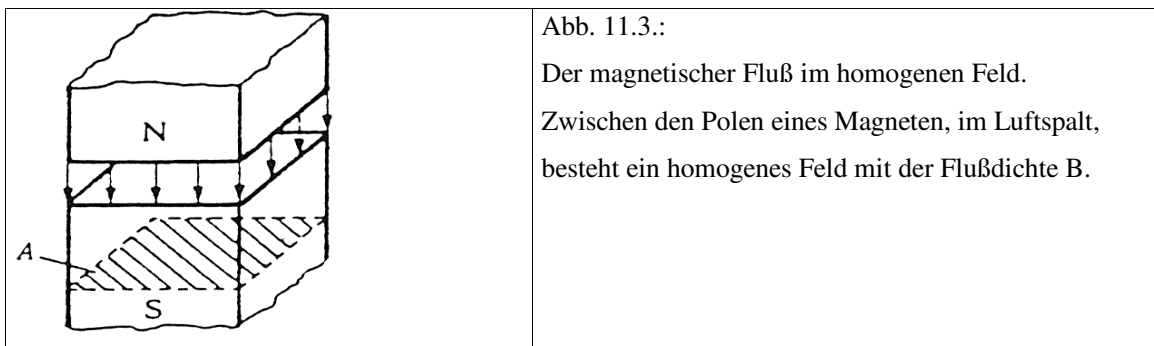 N
A
S
Abb. 11.3.:
Der magnetischer Fluß im homogenen Feld.
Zwischen den Polen eines Magneten, im Luftspalt,
besteht ein homogenes Feld mit der Flußdichte B.